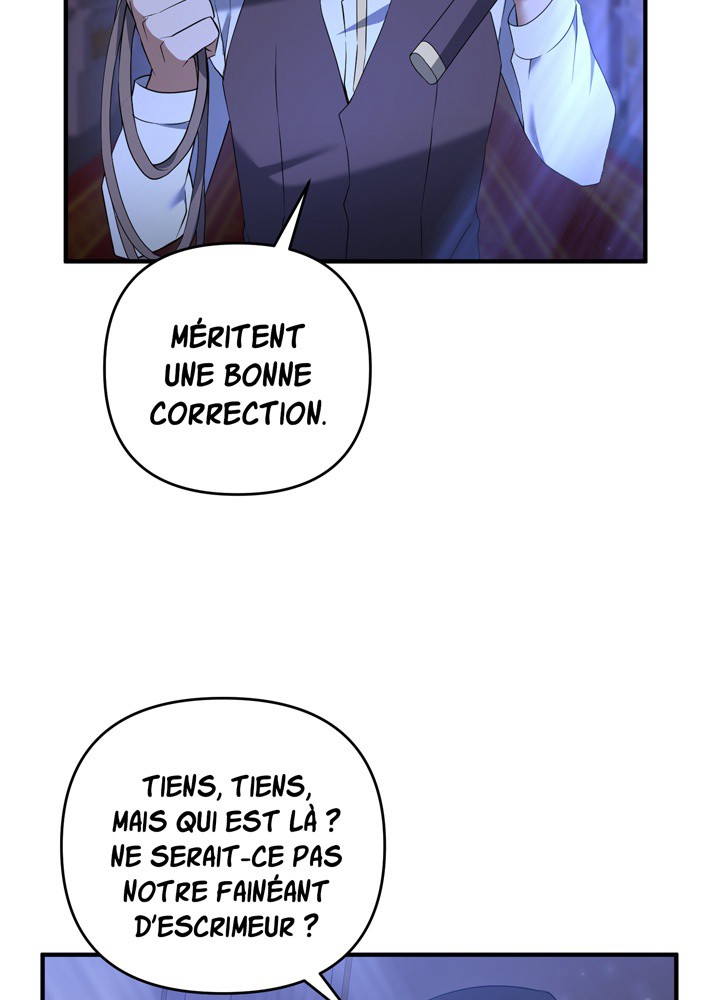 MÉRITENT
UNE BONNE
CORRECTION.
TIENS, TIENS,
MAIS QUI EST LÀ ?
NE SERAIT-CE PAS
NOTRE FAINÉANT
D'ESCRIMEUR ?